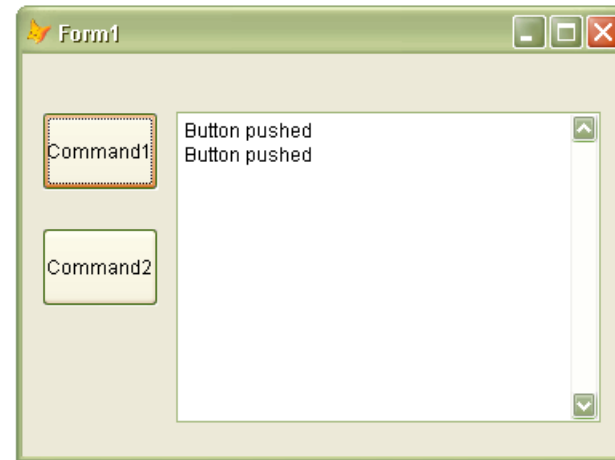 Form1
Command1
Button pushed
Button pushed
Command2